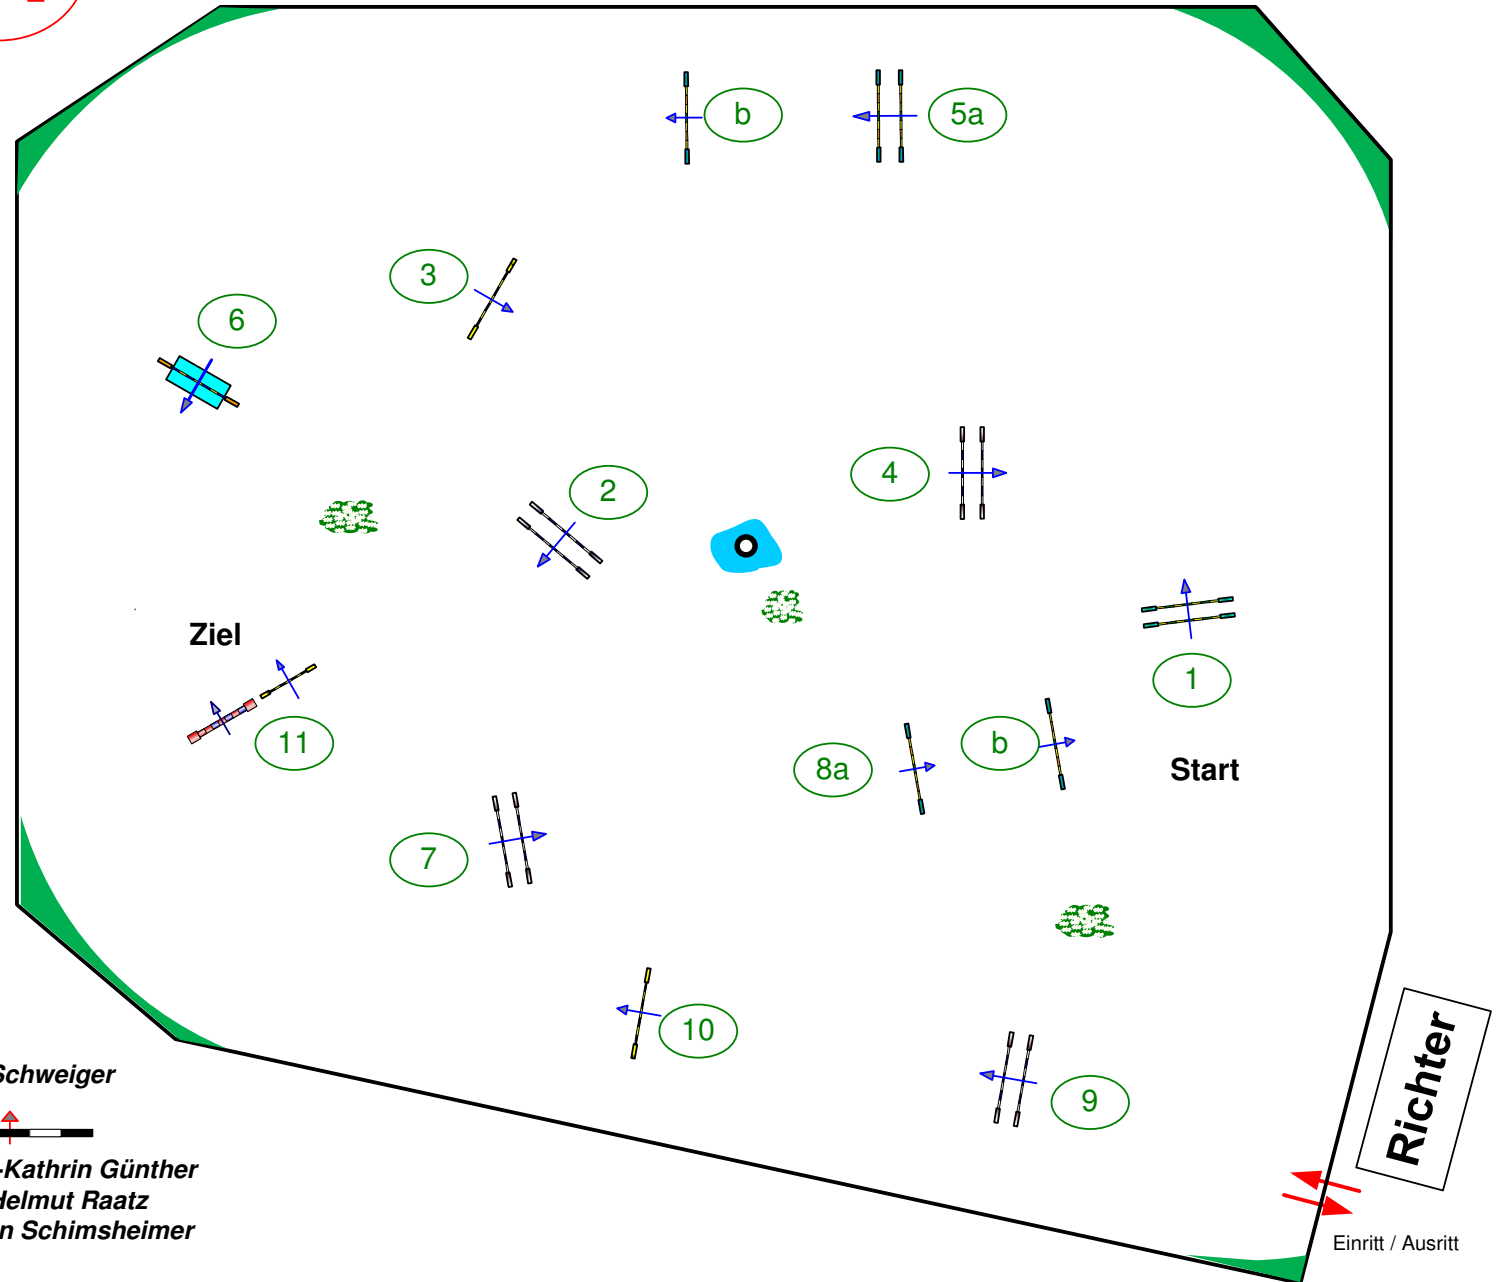 b
5a
3
6
4
2
1
Ziel
11
8a
b
Start
7
10
9
Schweiger
-Kathrin Günther
Helmut Raatz
n Schimsheimer
Richter
Einritt / Ausritt